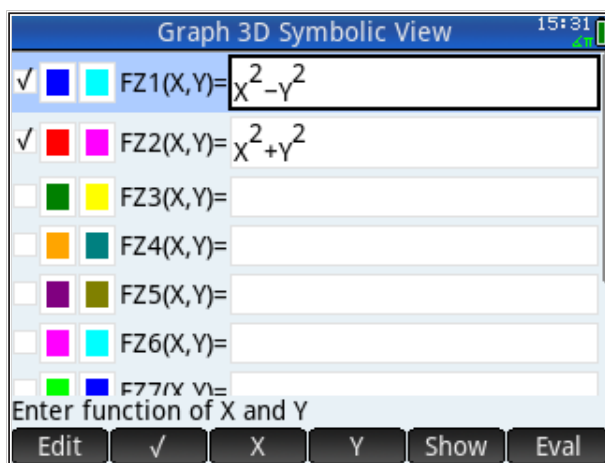 Graph 3D Symbolic View 15:31
∡π
√ FZ1(X,Y)= X²−Y²
√ FZ2(X,Y)= X²+Y²
FZ3(X,Y)=
FZ4(X,Y)=
FZ5(X,Y)=
FZ6(X,Y)=
FZ7(X,Y)=
Enter function of X and Y
Edit √ X Y Show Eval